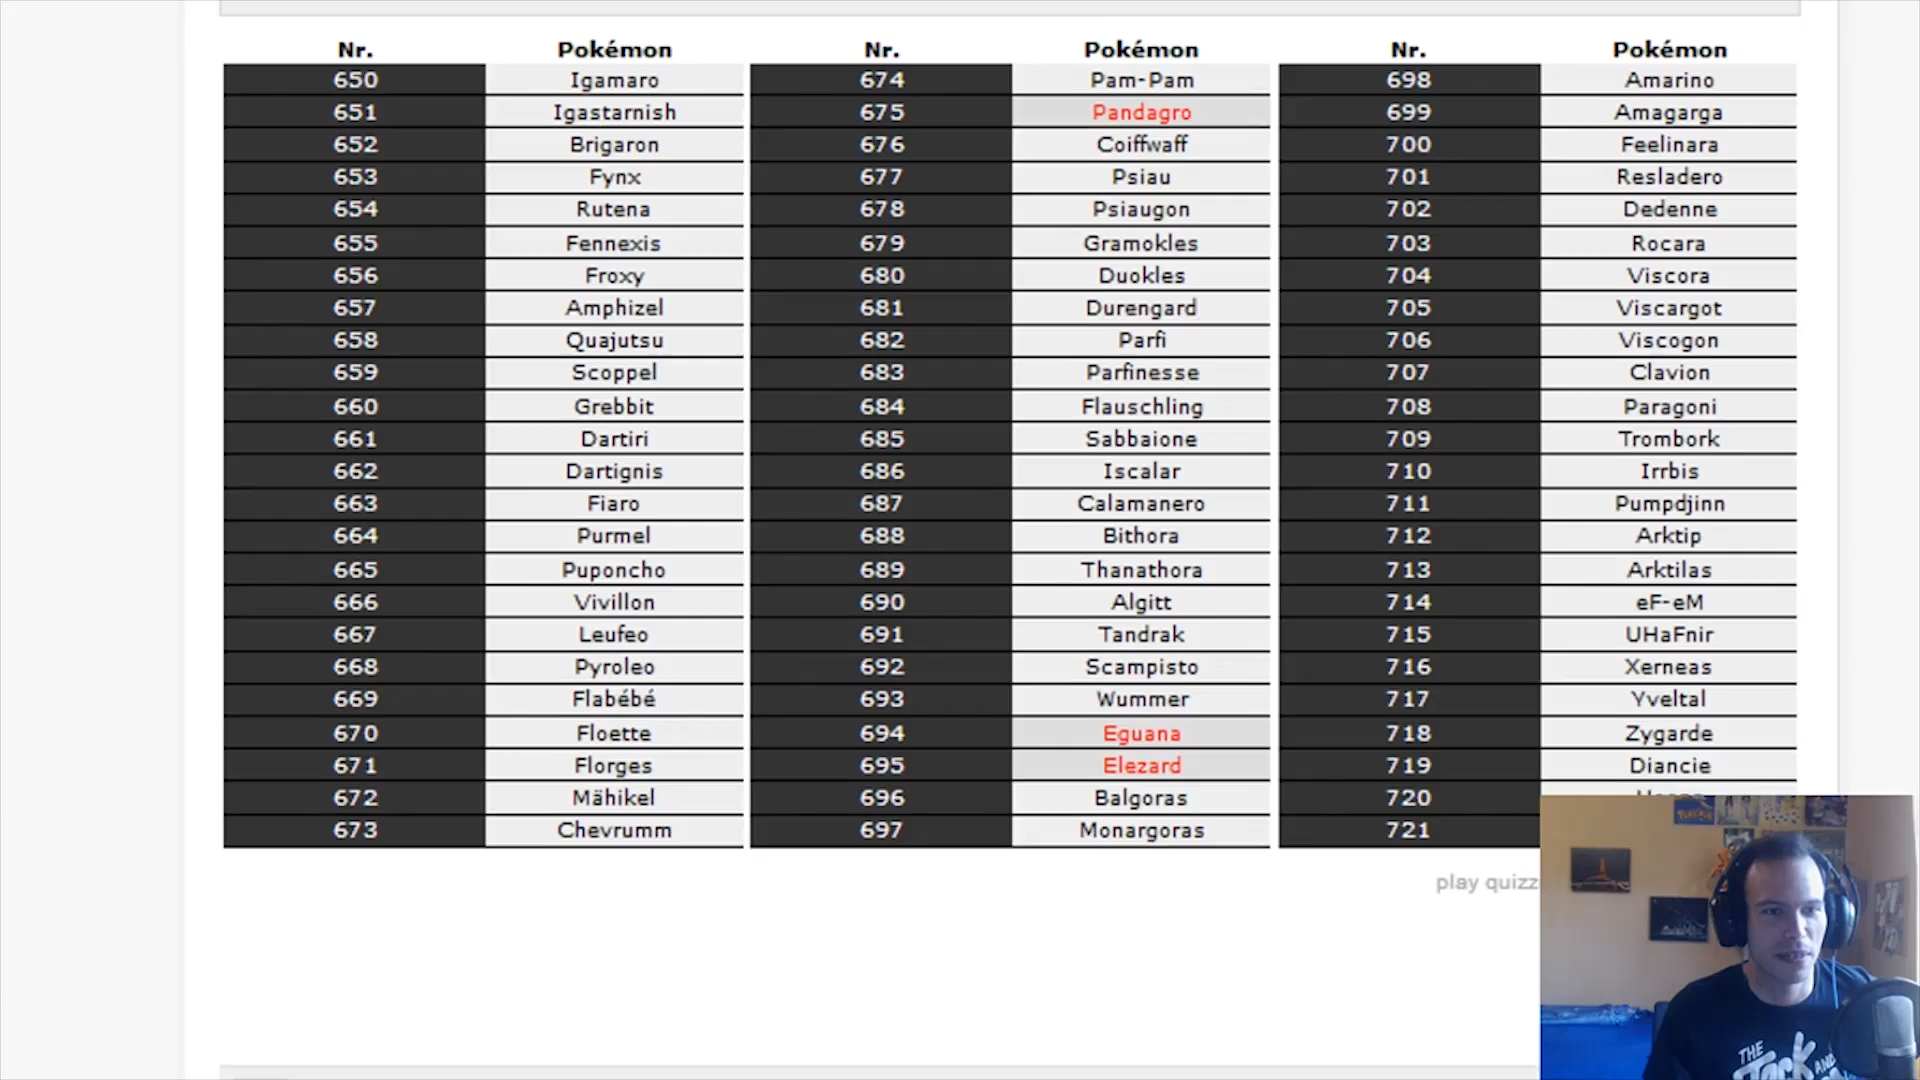 Nr. Pokémon Nr. Pokémon Nr. Pokémon
650 Igamaro 674 Pam-Pam 698 Amarino
651 Igastarnish 675 Pandagro 699 Amagarga
652 Brigaron 676 Coiffwaff 700 Feelinara
653 Fynx 677 Psiau 701 Resladero
654 Rutena 678 Psiaugon 702 Dedenne
655 Fennexis 679 Gramokles 703 Rocara
656 Froxy 680 Duokles 704 Viscora
657 Amphizel 681 Durengard 705 Viscargot
658 Quajutsu 682 Parfi 706 Viscogon
659 Scoppel 683 Parfinesse 707 Clavion
660 Grebbit 684 Flauschling 708 Paragoni
661 Dartiri 685 Sabbaione 709 Trombork
662 Dartignis 686 Iscalar 710 Irrbis
663 Fiaro 687 Calamanero 711 Pumpdjinn
664 Purmel 688 Bithora 712 Arktip
665 Puponcho 689 Thanathora 713 Arktilas
666 Vivillon 690 Algitt 714 eF-eM
667 Leufeo 691 Tandrak 715 UHaFnir
668 Pyroleo 692 Scampisto 716 Xerneas
669 Flabébé 693 Wummer 717 Yveltal
670 Floette 694 Eguana 718 Zygarde
671 Florges 695 Elezard 719 Diancie
672 Mähikel 696 Balgoras 720
673 Chevrumm 697 Monargoras 721
play quizz
THE
AND